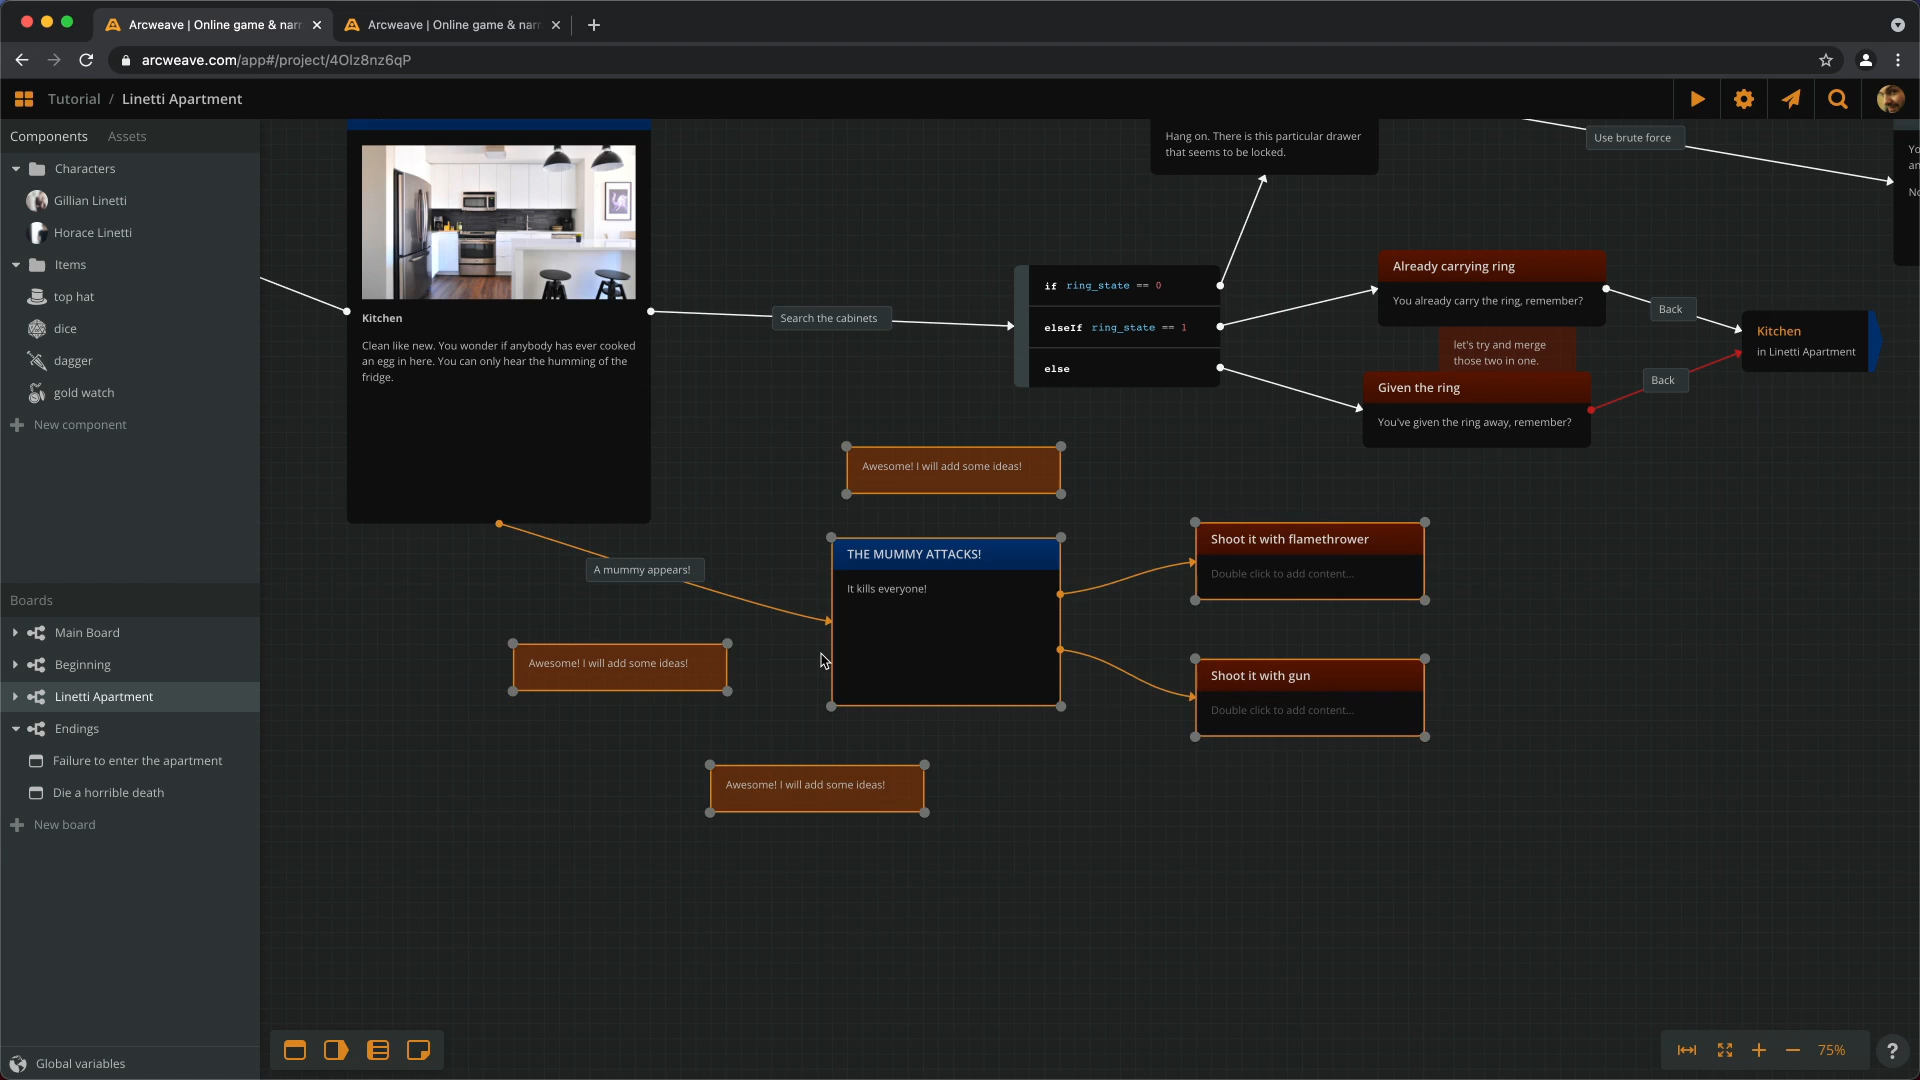 Arcweave | Online game & narr
Arcweave | Online game & narr
arcweave.com/app#/project/4OIz8nz6qP
Tutorial / Linetti Apartment
Components Assets
Characters
Gillian Linetti
Horace Linetti
Items
top hat
dice
dagger
gold watch
New component
Boards
Main Board
Beginning
Linetti Apartment
Endings
Failure to enter the apartment
Die a horrible death
New board
Global variables
Kitchen
Clean like new. You wonder if anybody has ever cooked
an egg in here. You can only hear the humming of the
fridge.
Search the cabinets
if ring_state == 0
elseIf ring_state == 1
else
Hang on. There is this particular drawer
that seems to be locked.
Use brute force
Yo
an
No
Already carrying ring
You already carry the ring, remember?
let's try and merge
those two in one.
Given the ring
You've given the ring away, remember?
Back
Back
Kitchen
in Linetti Apartment
Awesome! I will add some ideas!
A mummy appears!
THE MUMMY ATTACKS!
It kills everyone!
Shoot it with flamethrower
Double click to add content...
Awesome! I will add some ideas!
Shoot it with gun
Double click to add content...
Awesome! I will add some ideas!
75%
?